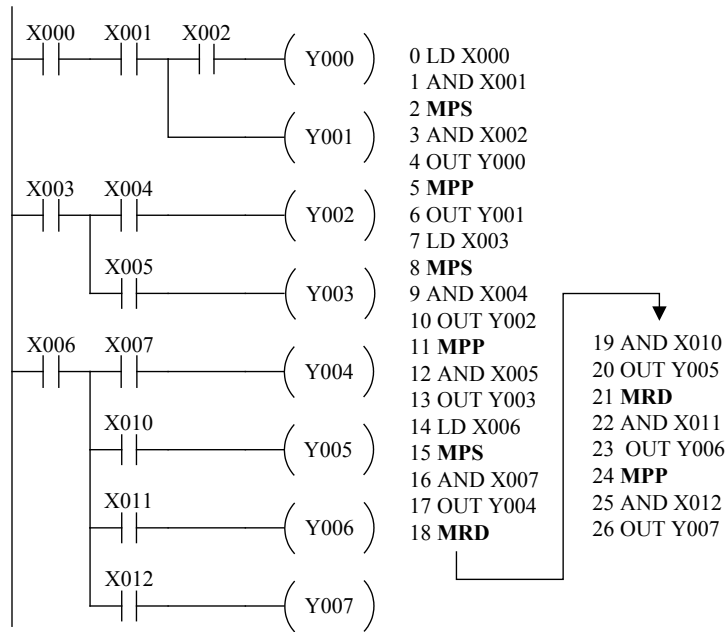 X000 X001 X002
Y000
Y001
X003 X004
Y002
X005
Y003
X006 X007
Y004
X010
Y005
X011
Y006
X012
Y007
0 LD X000
1 AND X001
2 MPS
3 AND X002
4 OUT Y000
5 MPP
6 OUT Y001
7 LD X003
8 MPS
9 AND X004
10 OUT Y002
11 MPP
12 AND X005
13 OUT Y003
14 LD X006
15 MPS
16 AND X007
17 OUT Y004
18 MRD
19 AND X010
20 OUT Y005
21 MRD
22 AND X011
23 OUT Y006
24 MPP
25 AND X012
26 OUT Y007